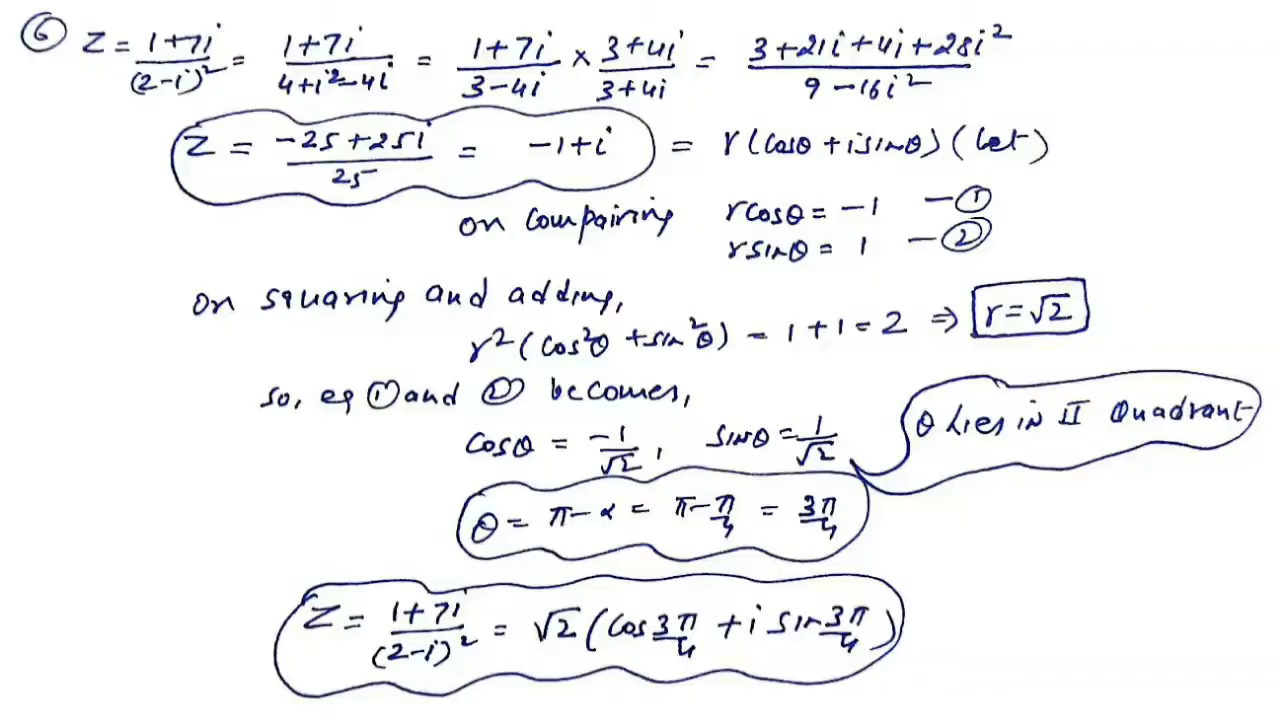 ⑥ Z = (1+7i)/(2-i)² = (1+7i)/(4+i²-4i) = (1+7i)/(3-4i) × (3+4i)/(3+4i) = (3+21i+4i+28i²)/(9-16i²)
Z = (-25+25i)/25 = -1+i = r(cosθ + i sinθ) (let)
on compairing rcosθ = -1 —①
rsinθ = 1 —②
on squaring and adding,
r²(cos²θ + sin²θ) = 1+1 = 2 ⇒ r = √2
so, eq ① and ② becomes,
cosθ = -1/√2, sinθ = 1/√2
θ Lies in II Quadrant
θ = π-α = π-π/4 = 3π/4
Z = (1+7i)/(2-i)² = √2 (cos 3π/4 + i sin 3π/4)